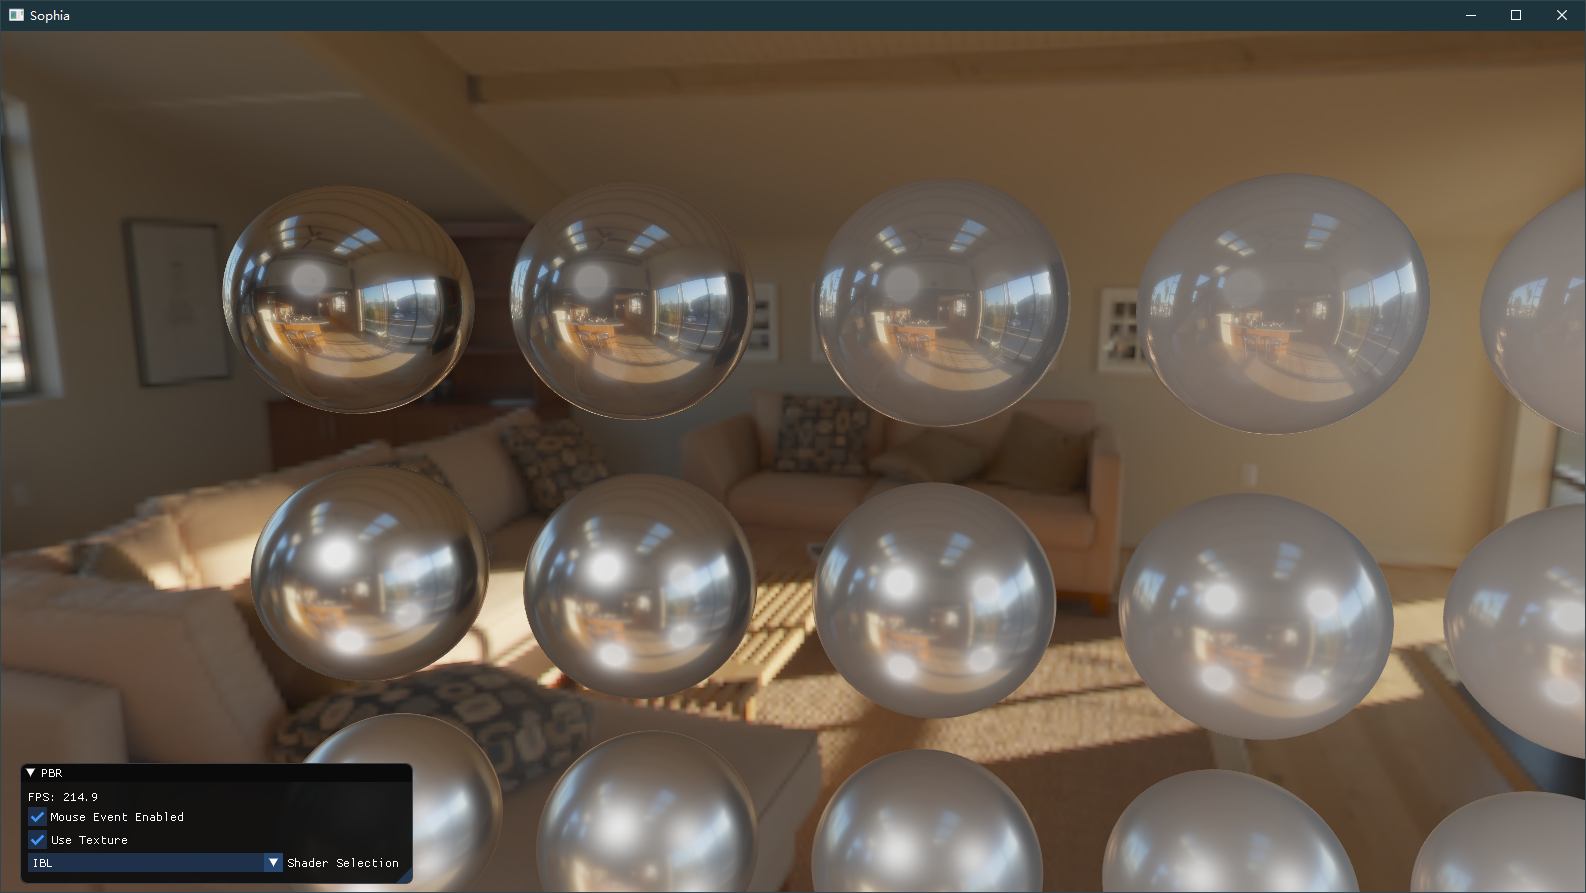 Sophia
PBR
FPS: 214.9
Mouse Event Enabled
Use Texture
IBL Shader Selection